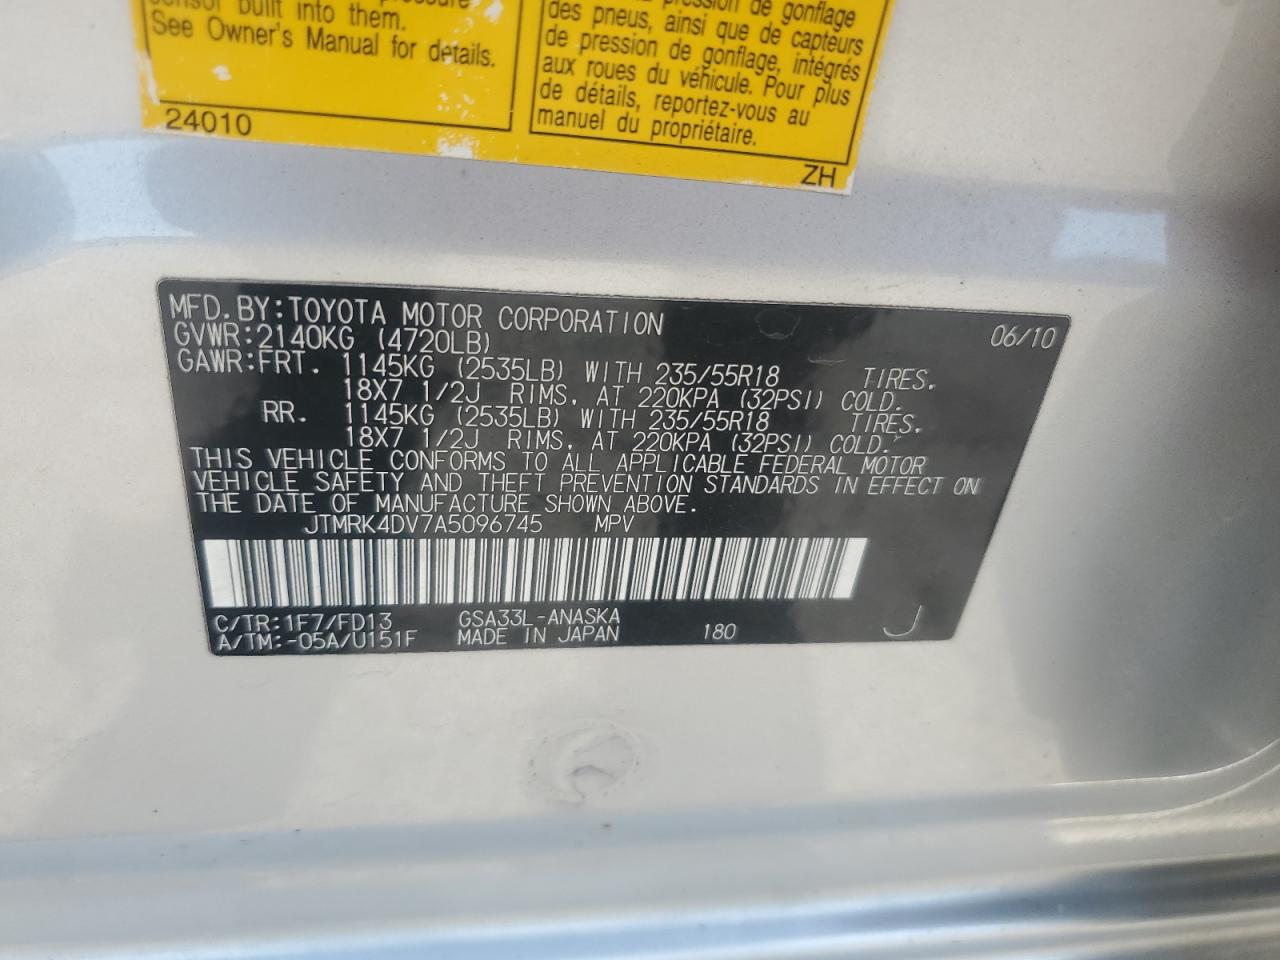 built into them.
See Owner's Manual for details.
24010
de gonflage
des pneus, ainsi que de capteurs
de pression de gonflage, intégrés
aux roues du véhicule. Pour plus
de détails, reportez-vous au
manuel du propriétaire.
ZH
MFD.BY:TOYOTA MOTOR CORPORATION 06/10
GVWR:2140KG (4720LB)
GAWR:FRT. 1145KG (2535LB) WITH 235/55R18 TIRES,
18X7 1/2J RIMS, AT 220KPA (32PSI) COLD.
RR. 1145KG (2535LB) WITH 235/55R18 TIRES,
18X7 1/2J RIMS, AT 220KPA (32PSI) COLD.
THIS VEHICLE CONFORMS TO ALL APPLICABLE FEDERAL MOTOR
VEHICLE SAFETY AND THEFT PREVENTION STANDARDS IN EFFECT ON
THE DATE OF MANUFACTURE SHOWN ABOVE.
JTMRK4DV7A5096745 MPV
C/TR:1F7/FD13 GSA33L-ANASKA
A/TM:-05A/U151F MADE IN JAPAN 180 J